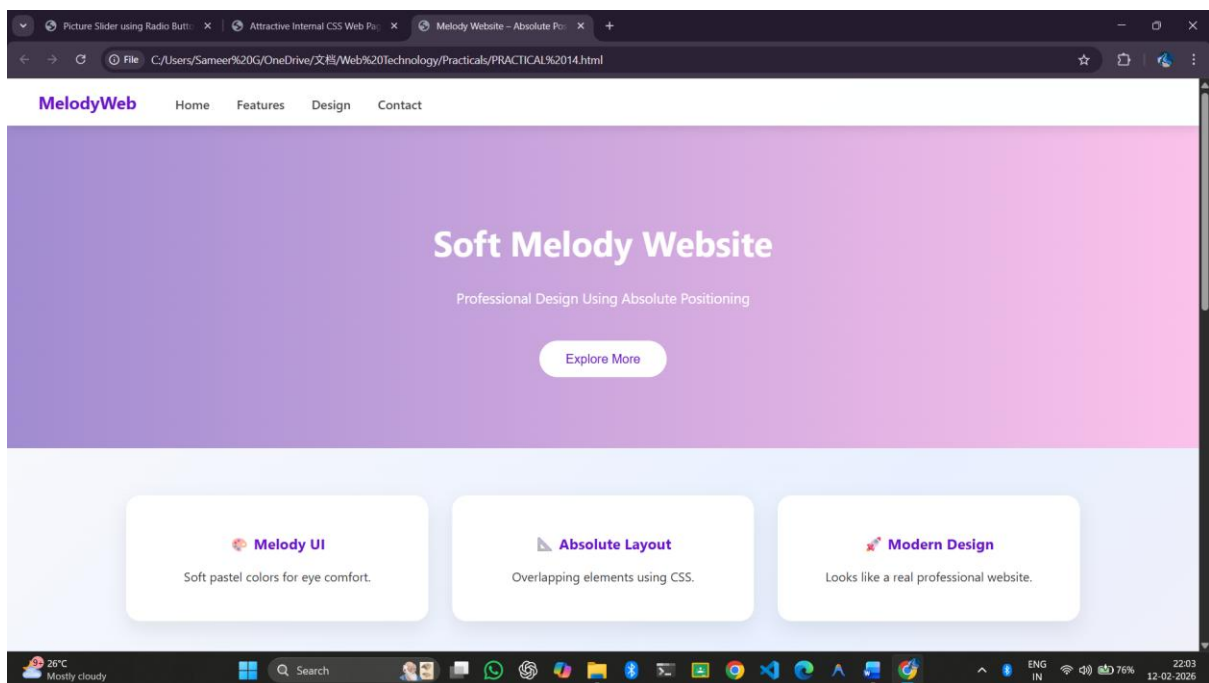 Picture Slider using Radio Butt
Attractive Internal CSS Web Pag
Melody Website – Absolute Po
File C:/Users/Sameer%20G/OneDrive/文档/Web%20Technology/Practicals/PRACTICAL%2014.html
MelodyWeb Home Features Design Contact
Soft Melody Website
Professional Design Using Absolute Positioning
Explore More
🎨 Melody UI
Soft pastel colors for eye comfort.
📐 Absolute Layout
Overlapping elements using CSS.
🚀 Modern Design
Looks like a real professional website.
9+
26°C
Mostly cloudy
Search
ENG
IN
76%
22:03
12-02-2026